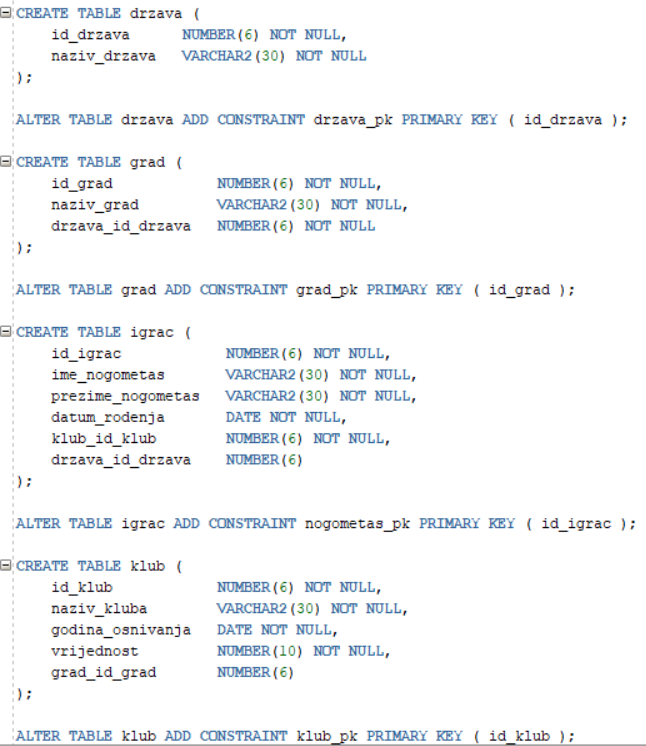 CREATE TABLE drzava (
    id_drzava      NUMBER(6) NOT NULL,
    naziv_drzava   VARCHAR2(30) NOT NULL
);
ALTER TABLE drzava ADD CONSTRAINT drzava_pk PRIMARY KEY ( id_drzava );
CREATE TABLE grad (
    id_grad            NUMBER(6) NOT NULL,
    naziv_grad         VARCHAR2(30) NOT NULL,
    drzava_id_drzava   NUMBER(6) NOT NULL
);
ALTER TABLE grad ADD CONSTRAINT grad_pk PRIMARY KEY ( id_grad );
CREATE TABLE igrac (
    id_igrac            NUMBER(6) NOT NULL,
    ime_nogometas       VARCHAR2(30) NOT NULL,
    prezime_nogometas   VARCHAR2(30) NOT NULL,
    datum_rodenja       DATE NOT NULL,
    klub_id_klub        NUMBER(6) NOT NULL,
    drzava_id_drzava    NUMBER(6)
);
ALTER TABLE igrac ADD CONSTRAINT nogometas_pk PRIMARY KEY ( id_igrac );
CREATE TABLE klub (
    id_klub            NUMBER(6) NOT NULL,
    naziv_kluba        VARCHAR2(30) NOT NULL,
    godina_osnivanja   DATE NOT NULL,
    vrijednost         NUMBER(10) NOT NULL,
    grad_id_grad       NUMBER(6)
);
ALTER TABLE klub ADD CONSTRAINT klub_pk PRIMARY KEY ( id_klub );